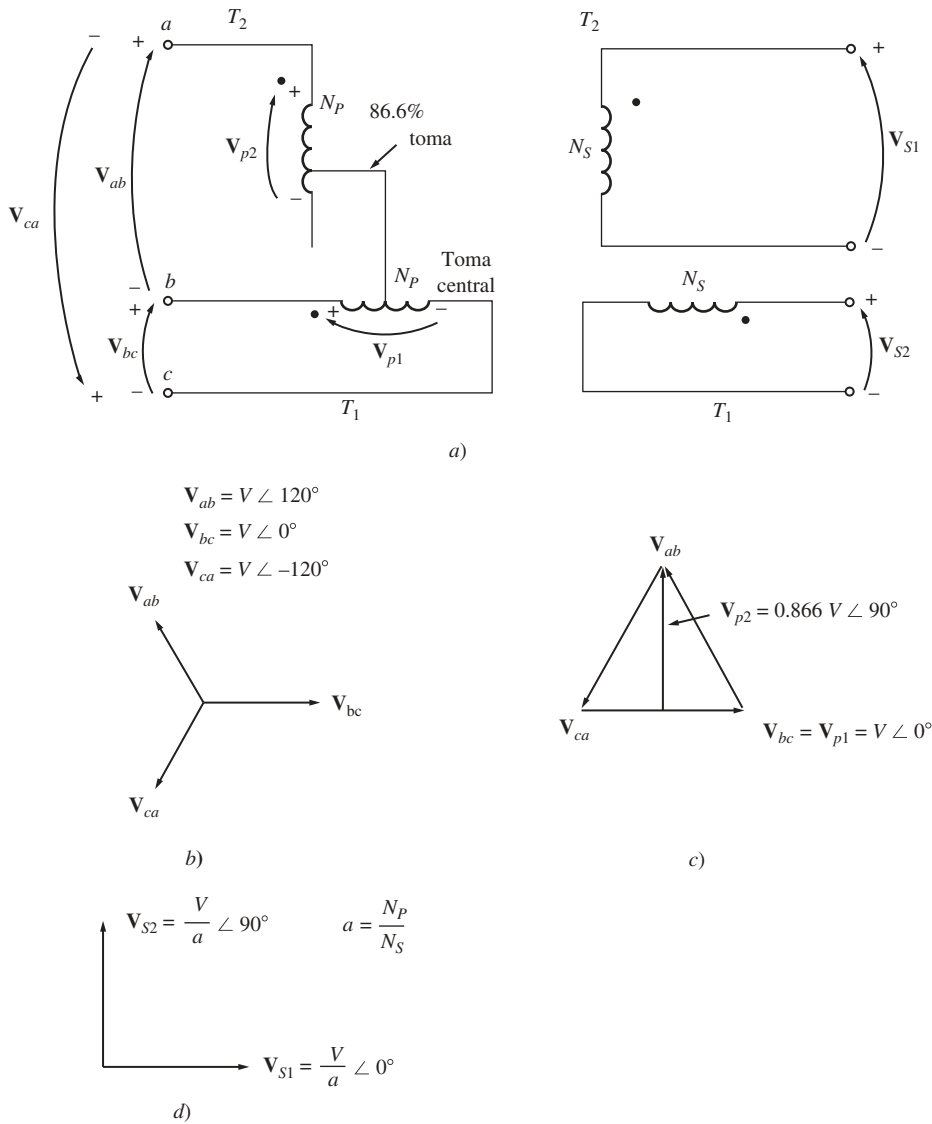 a
T2
– +
86.6%
toma
NP
+
Vp2
–
Vab
Vca
–
b
+
Vbc
–
c
+
NP
Toma
central
+
–
Vp1
T1
T2
+
NS
VS1
–
NS
+
VS2
–
T1
a)
Vab = V ∠ 120°
Vbc = V ∠ 0°
Vca = V ∠ –120°
Vab
Vbc
Vca
b)
Vab
Vp2 = 0.866 V ∠ 90°
Vca
Vbc = Vp1 = V ∠ 0°
c)
VS2 = V/a ∠ 90°
a = NP/NS
VS1 = V/a ∠ 0°
d)